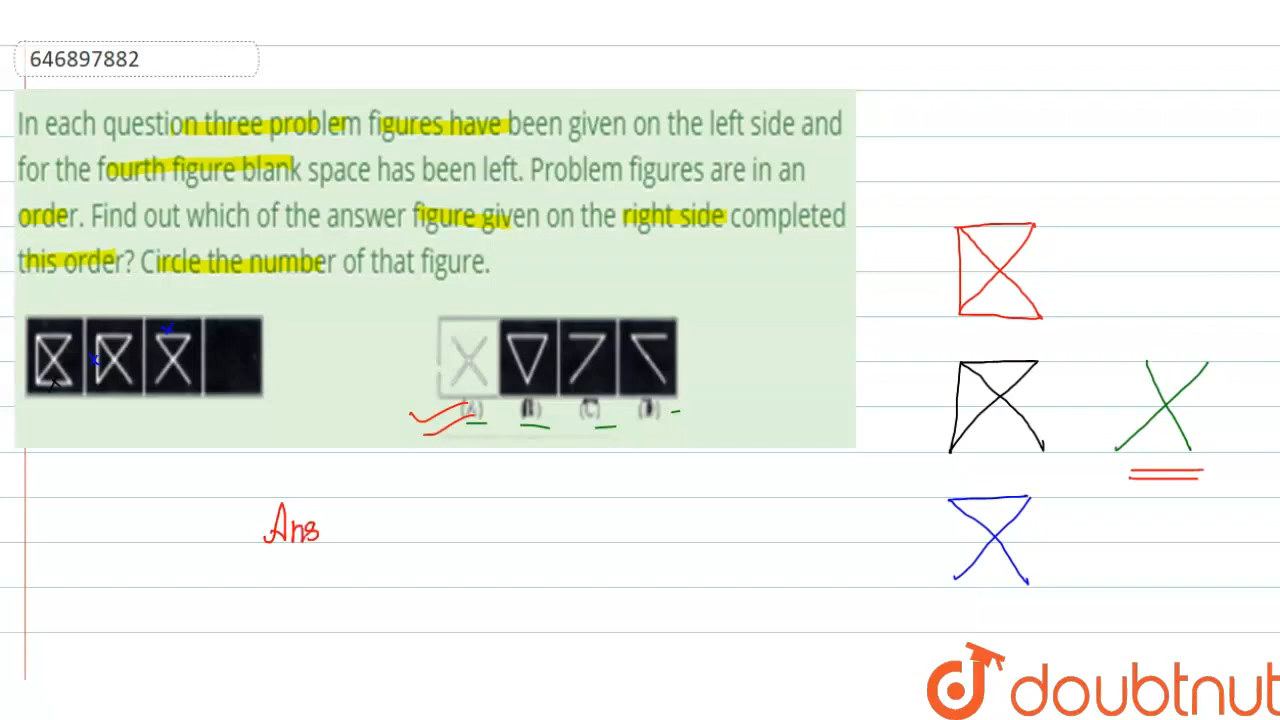 646897882
In each question three problem figures have been given on the left side and
for the fourth figure blank space has been left. Problem figures are in an
order. Find out which of the answer figure given on the right side completed
this order? Circle the number of that figure.
(A) (B) (C) (D)
Ans
doubtnut